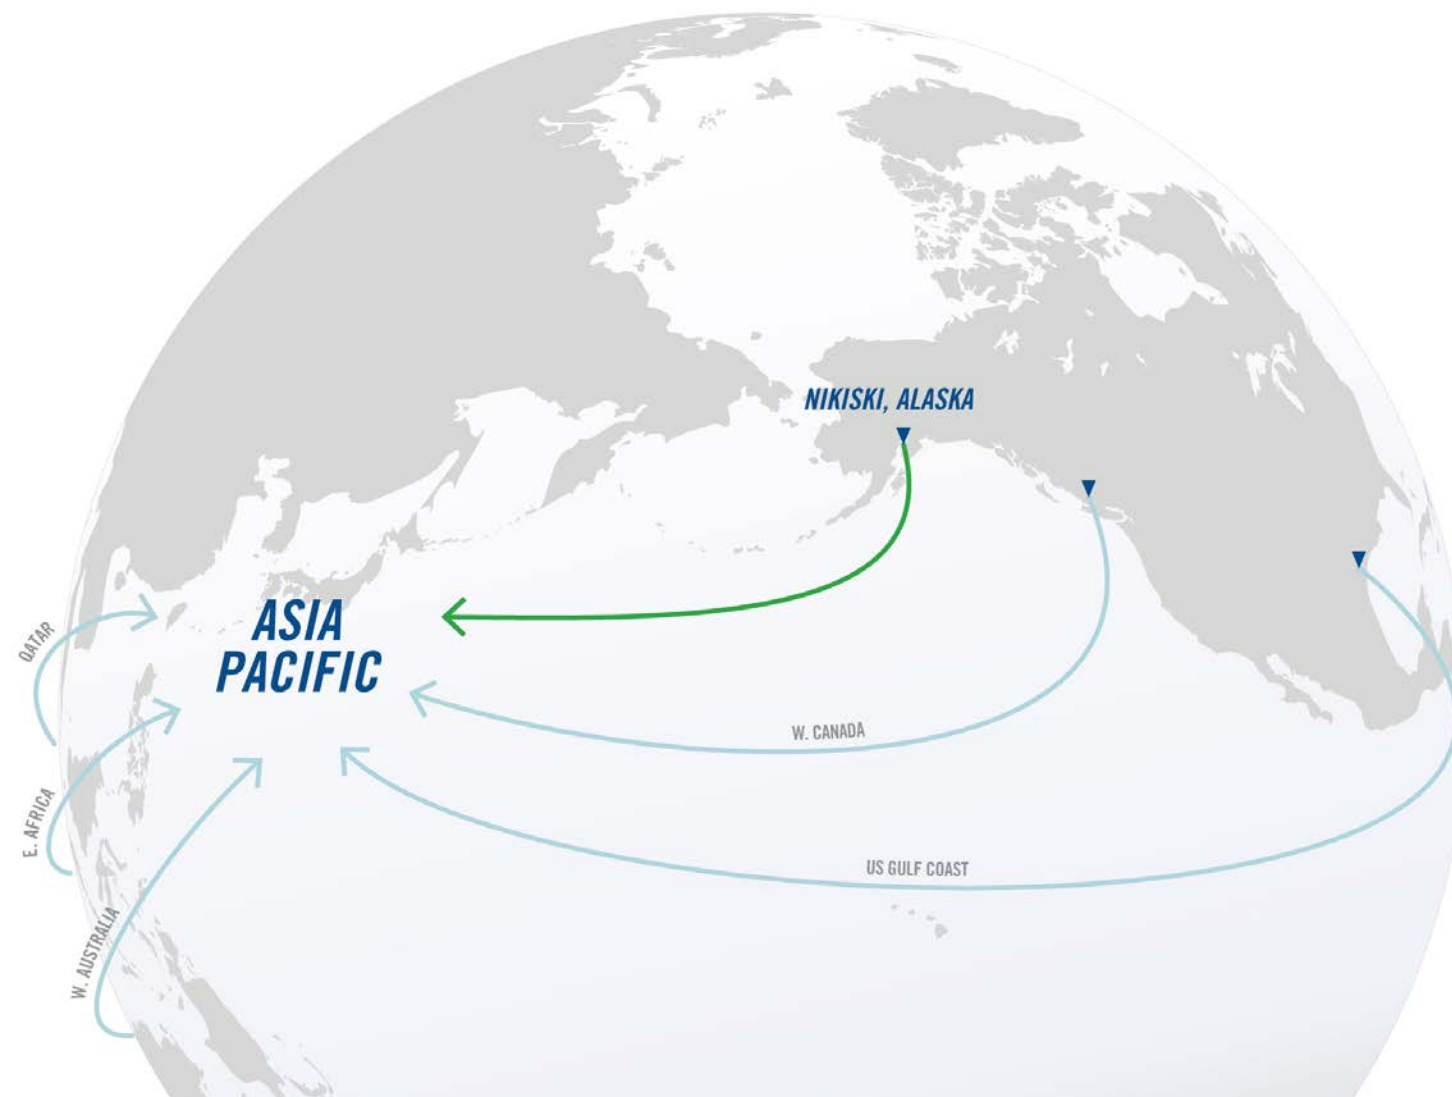 NIKISKI, ALASKA
ASIA
PACIFIC
QATAR
W. CANADA
E. AFRICA
US GULF COAST
W. AUSTRALIA